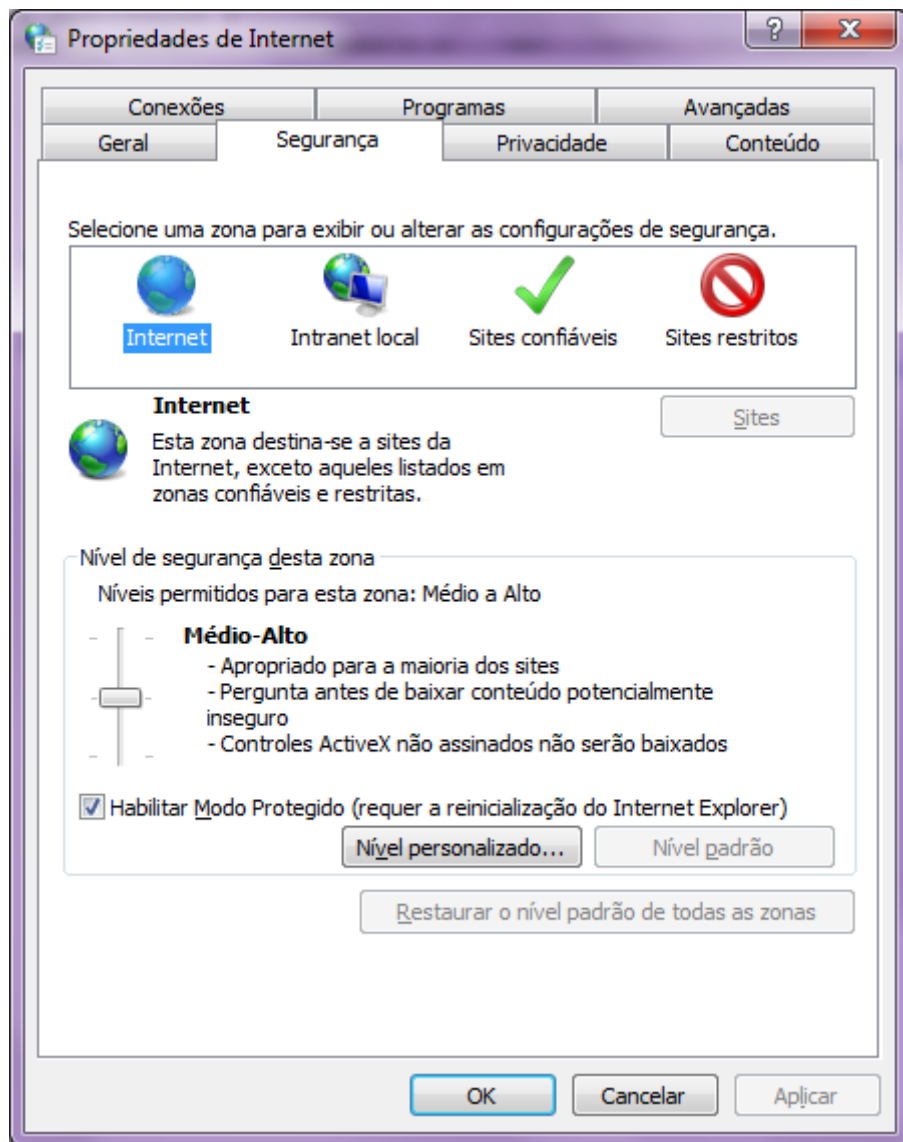 Propriedades de Internet
Conexões Programas Avançadas
Geral Segurança Privacidade Conteúdo
Selecione uma zona para exibir ou alterar as configurações de segurança.
Internet Intranet local Sites confiáveis Sites restritos
Internet
Sites
Esta zona destina-se a sites da
Internet, exceto aqueles listados em
zonas confiáveis e restritas.
Nível de segurança desta zona
Níveis permitidos para esta zona: Médio a Alto
Médio-Alto
- Apropriado para a maioria dos sites
- Pergunta antes de baixar conteúdo potencialmente
inseguro
- Controles ActiveX não assinados não serão baixados
Habilitar Modo Protegido (requer a reinicialização do Internet Explorer)
Nível personalizado... Nível padrão
Restaurar o nível padrão de todas as zonas
OK Cancelar Aplicar